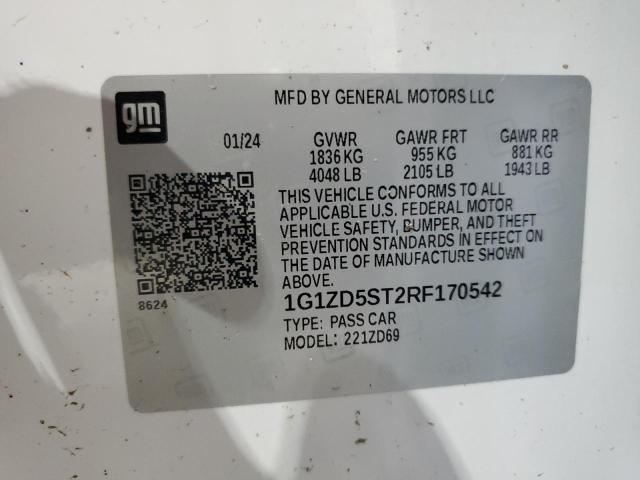 gm
MFD BY GENERAL MOTORS LLC
01/24 GVWR GAWR FRT GAWR RR
1836 KG 955 KG 881 KG
4048 LB 2105 LB 1943 LB
THIS VEHICLE CONFORMS TO ALL
APPLICABLE U.S. FEDERAL MOTOR
VEHICLE SAFETY, BUMPER, AND THEFT
PREVENTION STANDARDS IN EFFECT ON
THE DATE OF MANUFACTURE SHOWN
ABOVE.
8624
1G1ZD5ST2RF170542
TYPE: PASS CAR
MODEL: 221ZD69